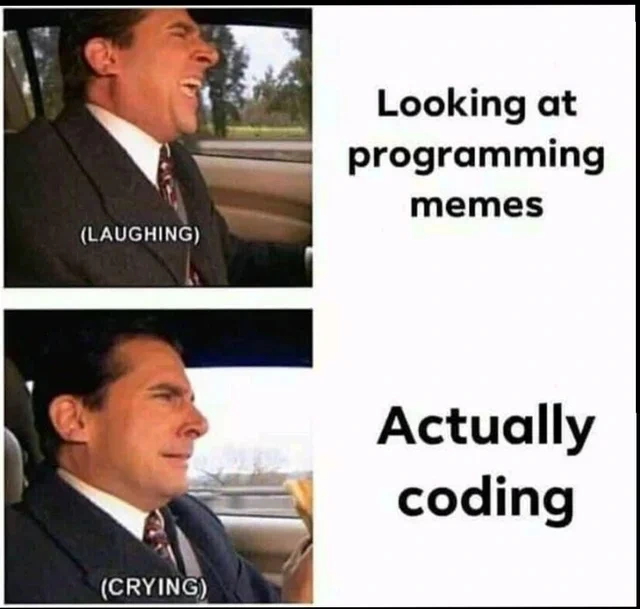 Looking at
programming
memes
(LAUGHING)
Actually
coding
(CRYING)